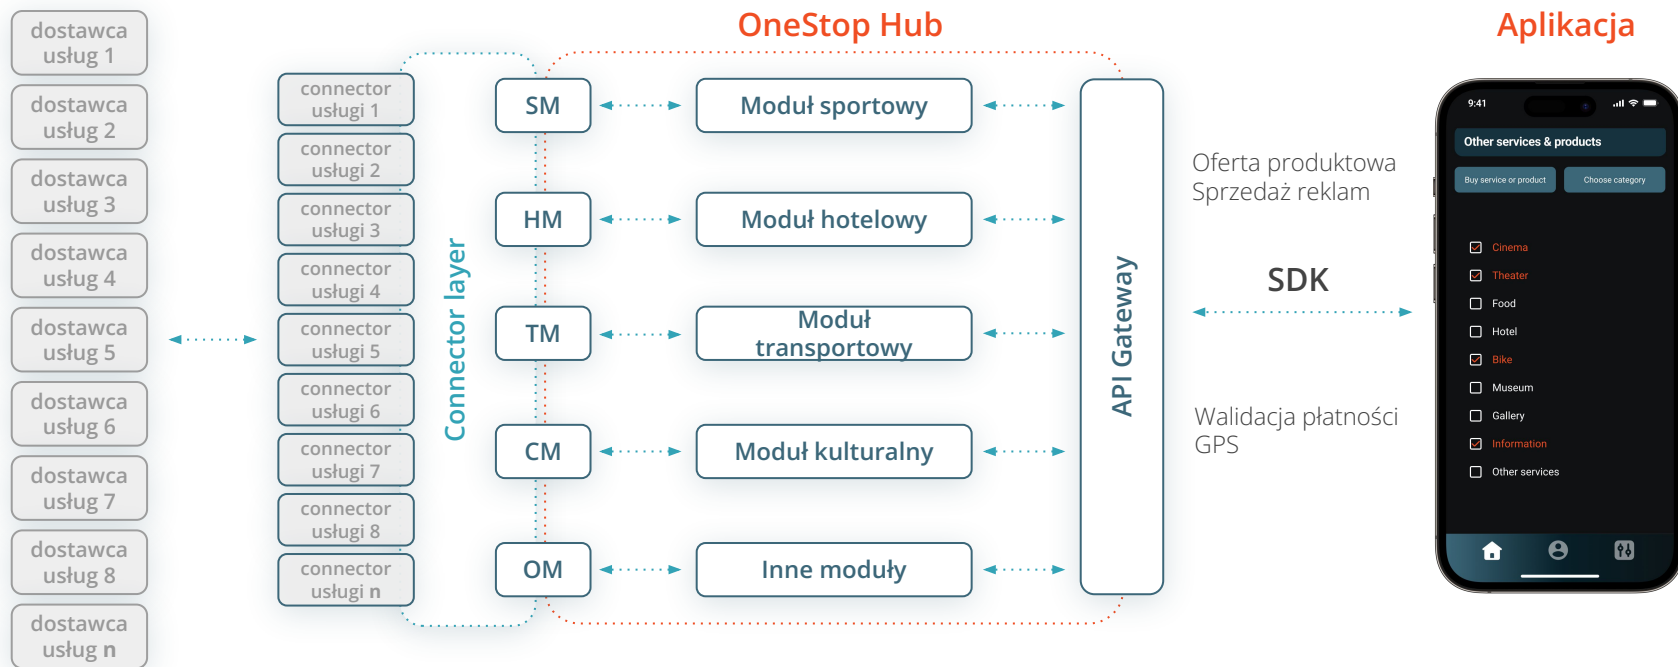 OneStop Hub
Aplikacja
dostawca
usług 1
dostawca
usług 2
dostawca
usług 3
dostawca
usług 4
dostawca
usług 5
dostawca
usług 6
dostawca
usług 7
dostawca
usług 8
dostawca
usług n
connector
usługi 1
connector
usługi 2
connector
usługi 3
connector
usługi 4
connector
usługi 5
connector
usługi 6
connector
usługi 7
connector
usługi 8
connector
usługi n
Connector layer
SM
HM
TM
CM
OM
Moduł sportowy
Moduł hotelowy
Moduł
transportowy
Moduł kulturalny
Inne moduły
API Gateway
Oferta produktowa
Sprzedaż reklam
SDK
Walidacja płatności
GPS
9:41
Other services & products
Buy service or product
Choose category
Cinema
Theater
Food
Hotel
Bike
Museum
Gallery
Information
Other services